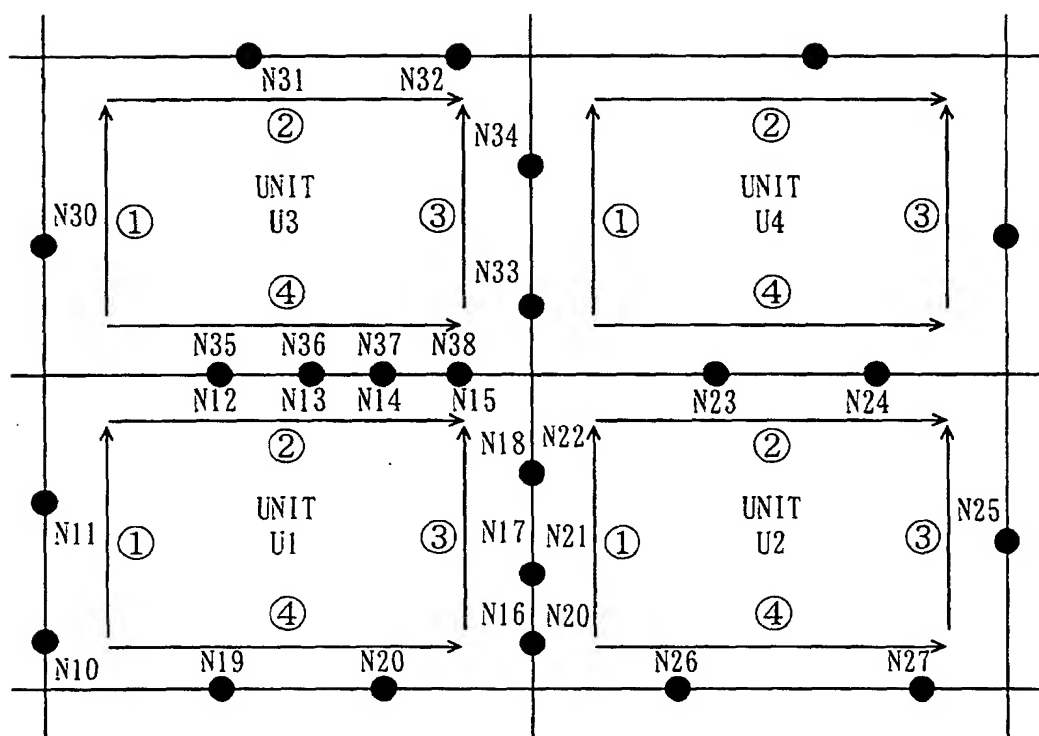 N31 N32
② ②
N34
UNIT UNIT
U3 U4
N30 ① ③ ① ③
N33
④ ④
N35 N36 N37 N38
N12 N13 N14 N15 N23 N24
② ②
N18 N22
UNIT UNIT
U1 U2
N11 ① ③ N17 N21 ① ③ N25
④ N16 N20 ④
N10 N19 N20 N26 N27